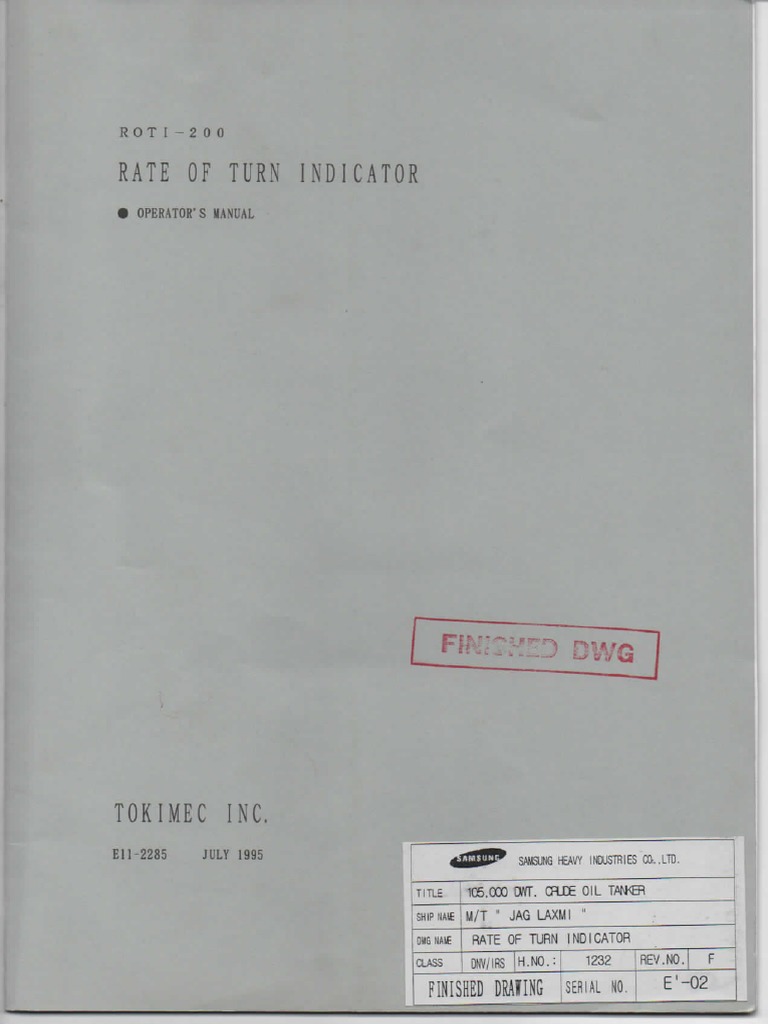 ROTI-200
RATE OF TURN INDICATOR
● OPERATOR'S MANUAL
FINISHED DWG
TOKIMEC INC.
E11-2285 JULY 1995
SAMSUNG SAMSUNG HEAVY INDUSTRIES CO.,LTD.
TITLE 105,000 DWT. CRUDE OIL TANKER
SHIP NAME M/T " JAG LAXMI "
DWG NAME RATE OF TURN INDICATOR
CLASS DNV/IRS H.NO.: 1232 REV.NO. F
FINISHED DRAWING SERIAL NO. E'-02